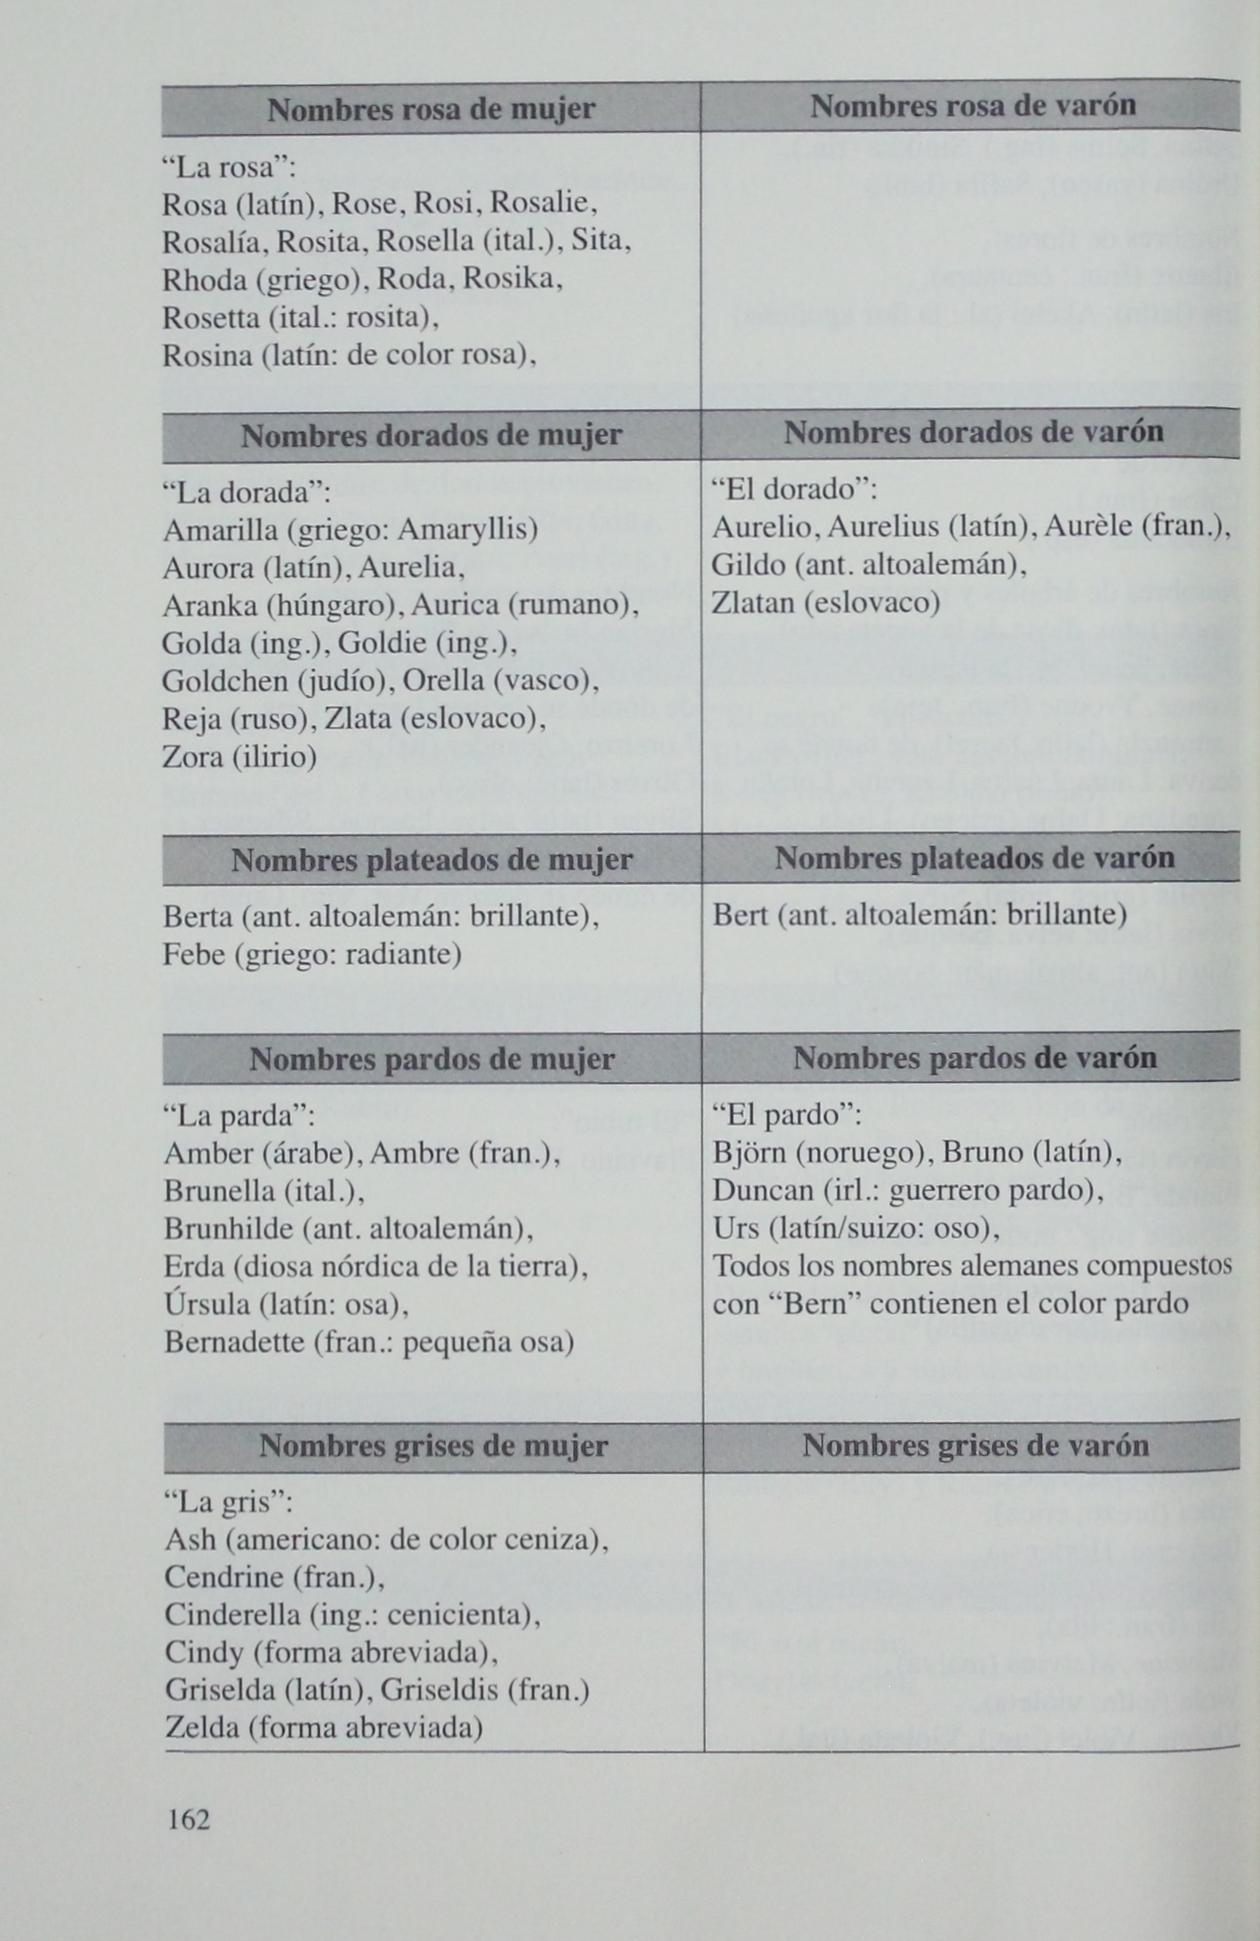 Nombres rosa de mujer
Nombres rosa de varón
“La rosa”:
Rosa (latín), Rose, Rosi, Rosalie,
Rosalía, Rosita, Rosella (ital.), Sita,
Rhoda (griego), Roda, Rosika,
Rosetta (ital.: rosita),
Rosina (latín: de color rosa),
Nombres dorados de mujer
Nombres dorados de varón
“La dorada”:
Amarilla (griego: Amaryllis)
Aurora (latín), Aurelia,
Aranka (húngaro), Aurica (rumano),
Golda (ing.), Goldie (ing.),
Goldchen (judío), Orella (vasco),
Reja (ruso), Zlata (eslovaco),
Zora (ilirio)
“El dorado”:
Aurelio, Aurelius (latín), Aurèle (fran.),
Gildo (ant. altoalemán),
Zlatan (eslovaco)
Nombres plateados de mujer
Nombres plateados de varón
Berta (ant. altoalemán: brillante),
Febe (griego: radiante)
Bert (ant. altoalemán: brillante)
Nombres pardos de mujer
Nombres pardos de varón
“La parda”:
Amber (árabe), Ambre (fran.),
Brunella (ital.),
Brunhilde (ant. altoalemán),
Erda (diosa nórdica de la tierra),
Úrsula (latín: osa),
Bernadette (fran.: pequeña osa)
“El pardo”:
Björn (noruego), Bruno (latín),
Duncan (irl.: guerrero pardo),
Urs (latín/suizo: oso),
Todos los nombres alemanes compuestos
con “Bern” contienen el color pardo
Nombres grises de mujer
Nombres grises de varón
“La gris”:
Ash (americano: de color ceniza),
Cendrine (fran.),
Cinderella (ing.: cenicienta),
Cindy (forma abreviada),
Griselda (latín), Griseldis (fran.)
Zelda (forma abreviada)
162